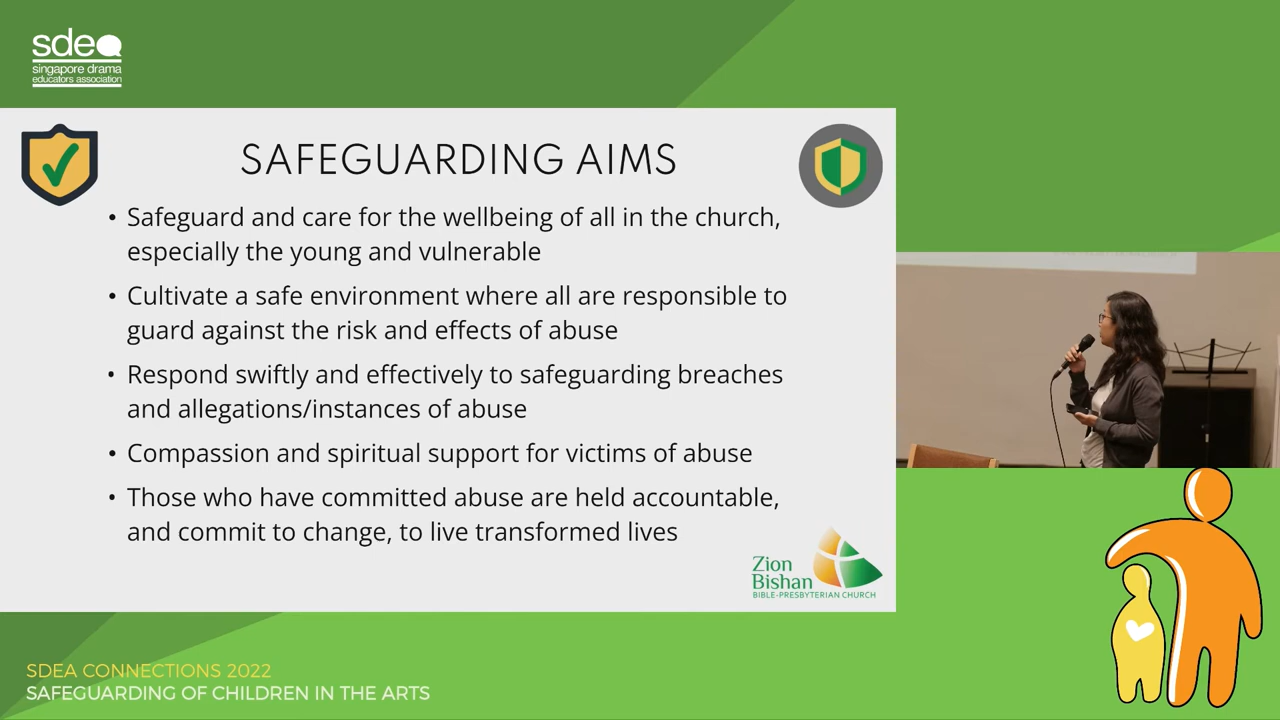 sdea
singapore drama
educators association
SAFEGUARDING AIMS
• Safeguard and care for the wellbeing of all in the church,
especially the young and vulnerable
• Cultivate a safe environment where all are responsible to
guard against the risk and effects of abuse
• Respond swiftly and effectively to safeguarding breaches
and allegations/instances of abuse
• Compassion and spiritual support for victims of abuse
• Those who have committed abuse are held accountable,
and commit to change, to live transformed lives
Zion
Bishan
BIBLE-PRESBYTERIAN CHURCH
SDEA CONNECTIONS 2022
SAFEGUARDING OF CHILDREN IN THE ARTS